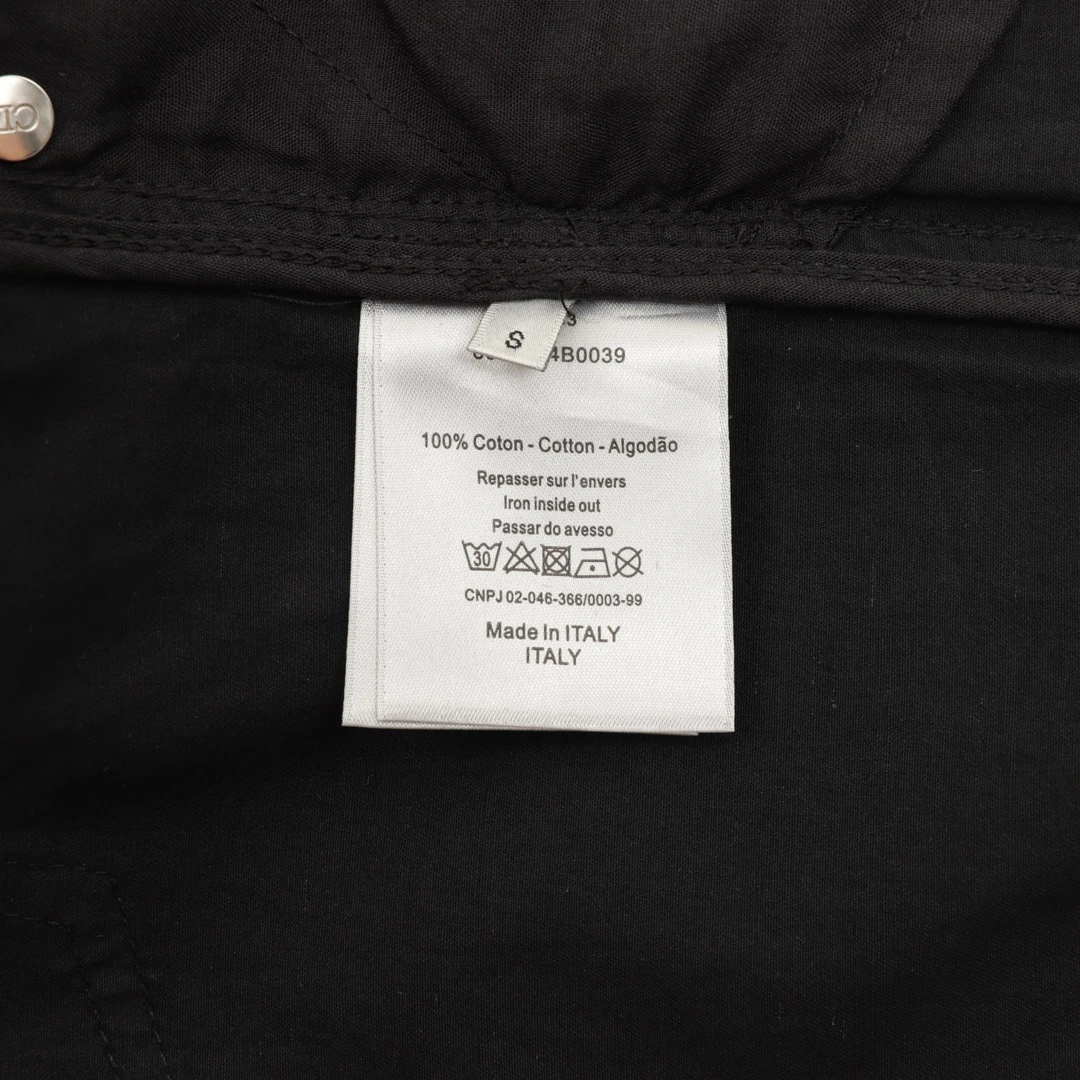 S
4B0039
100% Coton - Cotton - Algodão
Repasser sur l'envers
Iron inside out
Passar do avesso
30
CNPJ 02-046-366/0003-99
Made In ITALY
ITALY